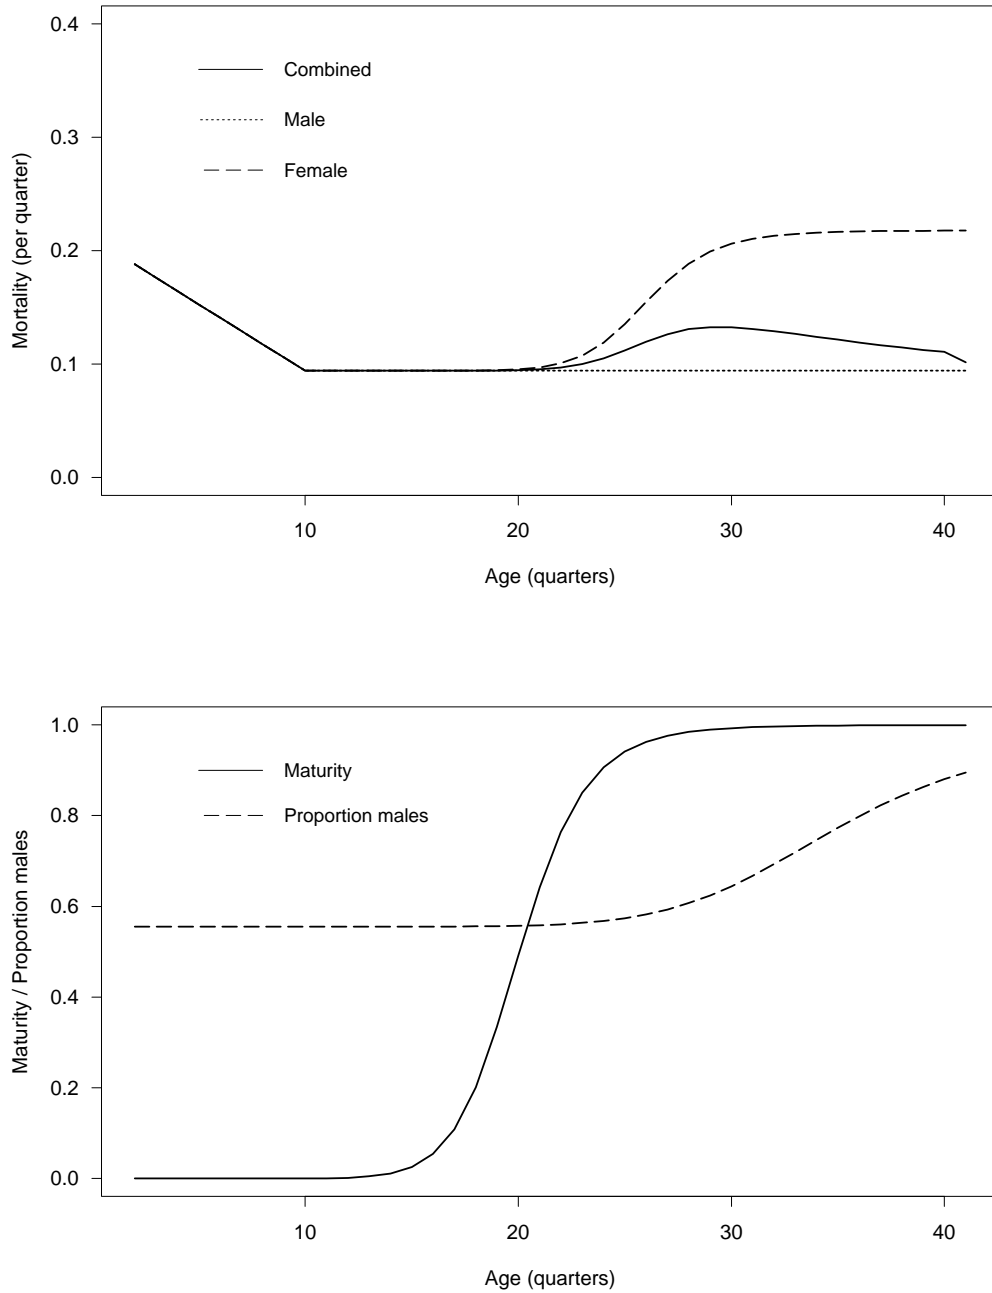 0.4
0.3
0.2
0.1
0.0
Mortality (per quarter)
Combined
Male
Female
10 20 30 40
Age (quarters)
1.0
0.8
0.6
0.4
0.2
0.0
Maturity / Proportion males
Maturity
Proportion males
10 20 30 40
Age (quarters)